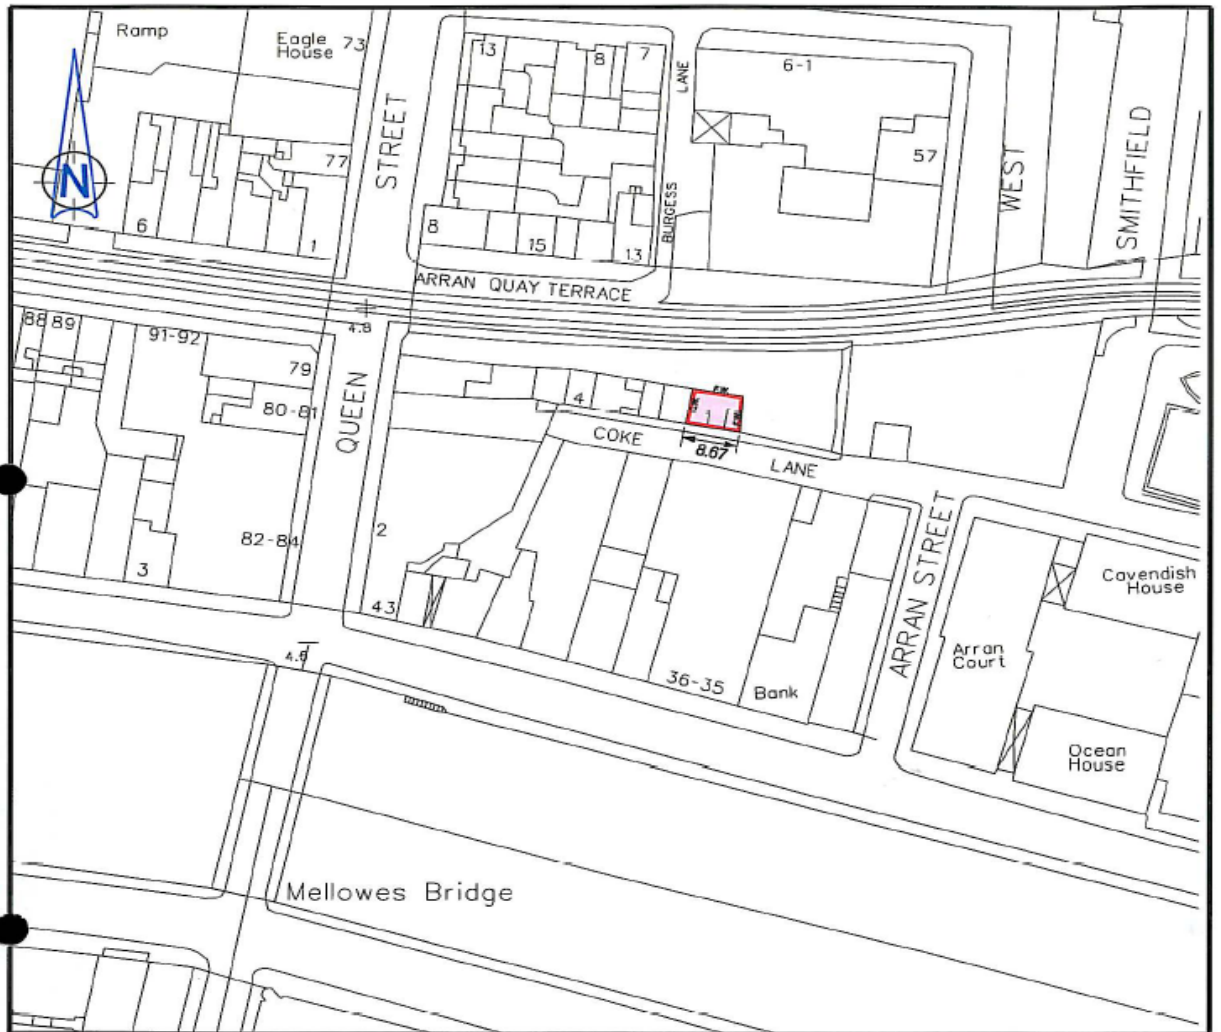 Ramp
Eagle
House
73
13
8
7
LANE
6-1
STREET
SMITHFIELD
N
77
57
WEST
BURGESS
6
1
8
15
13
ARRAN QUAY TERRACE
4.8
88
89
91-92
79
QUEEN
80-81
4
1
COKE
8.67
LANE
82-84
2
3
43
ARRAN STREET
Cavendish
House
Arran
Court
36-35
Bank
Ocean
House
Mellowes Bridge